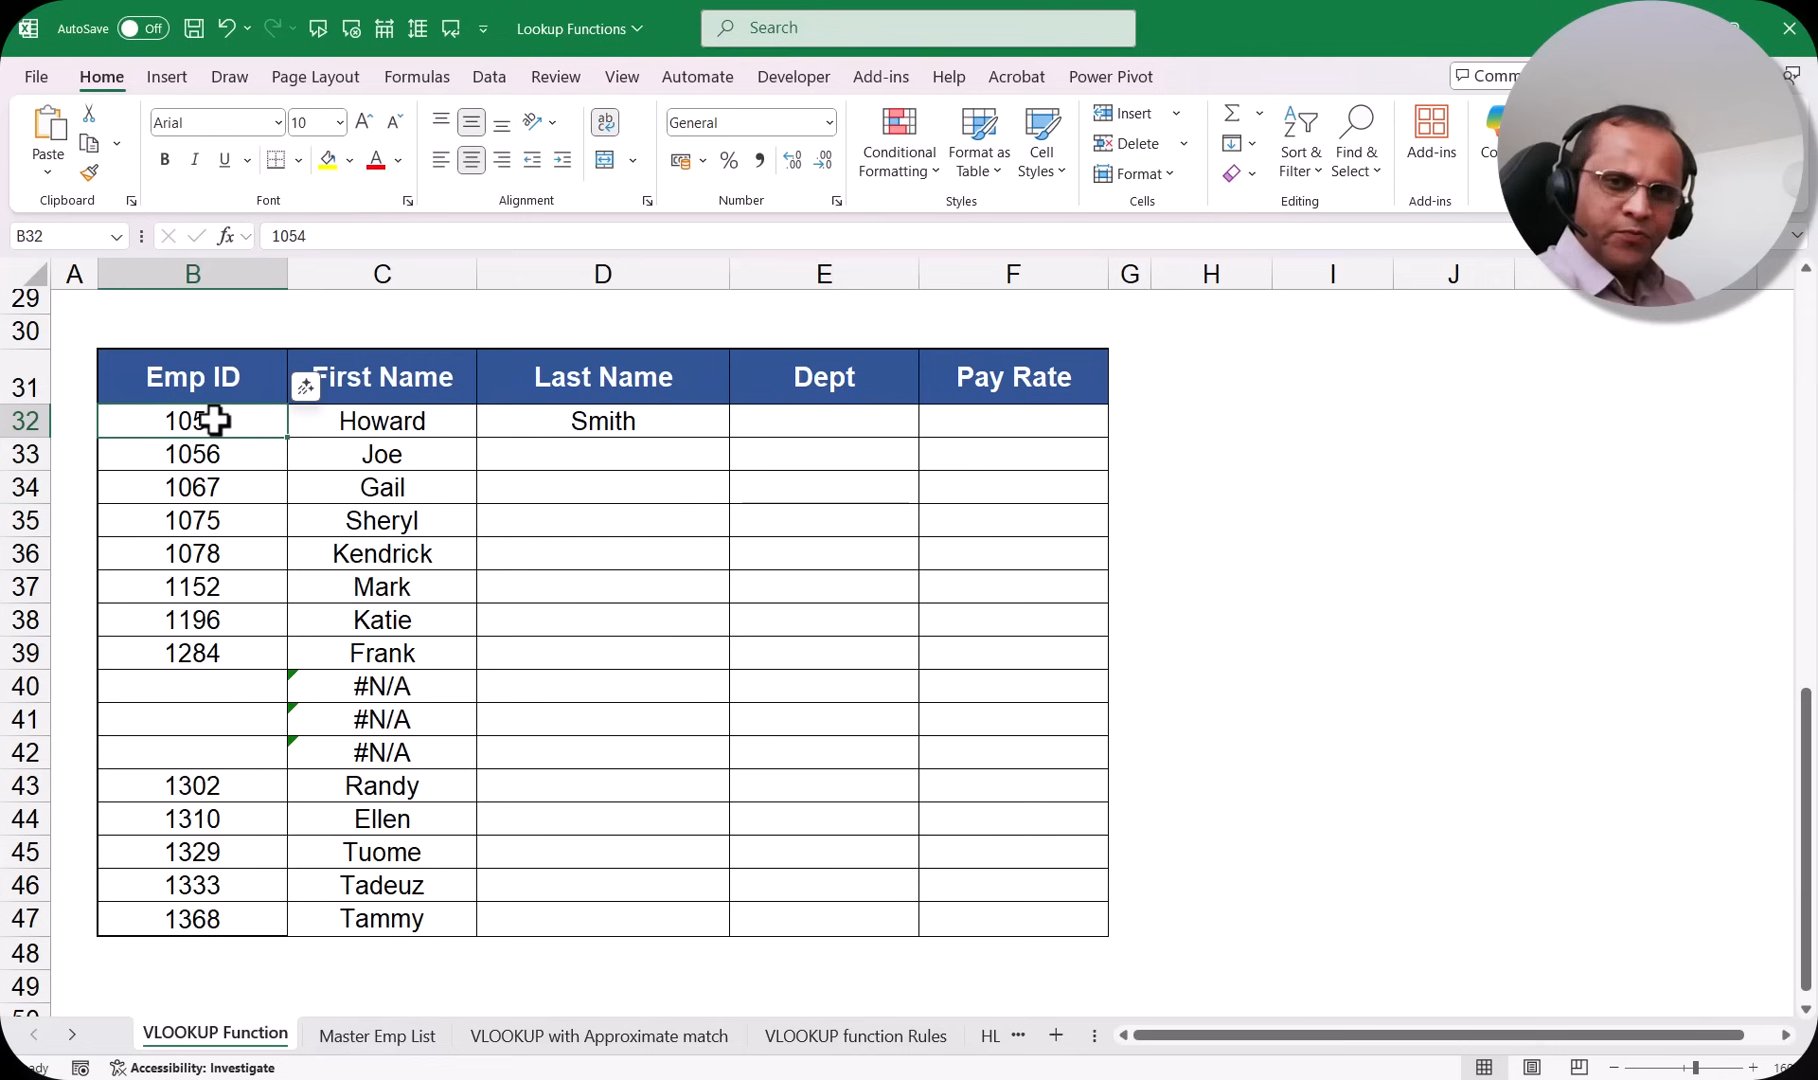 AutoSave Off Lookup Functions Search
File Home Insert Draw Page Layout Formulas Data Review View Automate Developer Add-ins Help Acrobat Power Pivot
Paste
Clipboard
Arial 10
B I U A
Font
ab
Alignment
General
%
Number
Conditional Formatting
Format as Table
Cell Styles
Styles
Insert
Delete
Format
Cells
Sort & Filter
Find & Select
Editing
Add-ins
Add-ins
B32 fx 1054
A B C D E F G H I J
29
30
31 Emp ID First Name Last Name Dept Pay Rate
32 Howard Smith
33 1056 Joe
34 1067 Gail
35 1075 Sheryl
36 1078 Kendrick
37 1152 Mark
38 1196 Katie
39 1284 Frank
40 #N/A
41 #N/A
42 #N/A
43 1302 Randy
44 1310 Ellen
45 1329 Tuome
46 1333 Tadeuz
47 1368 Tammy
48
49
VLOOKUP Function Master Emp List VLOOKUP with Approximate match VLOOKUP function Rules HL
Accessibility: Investigate